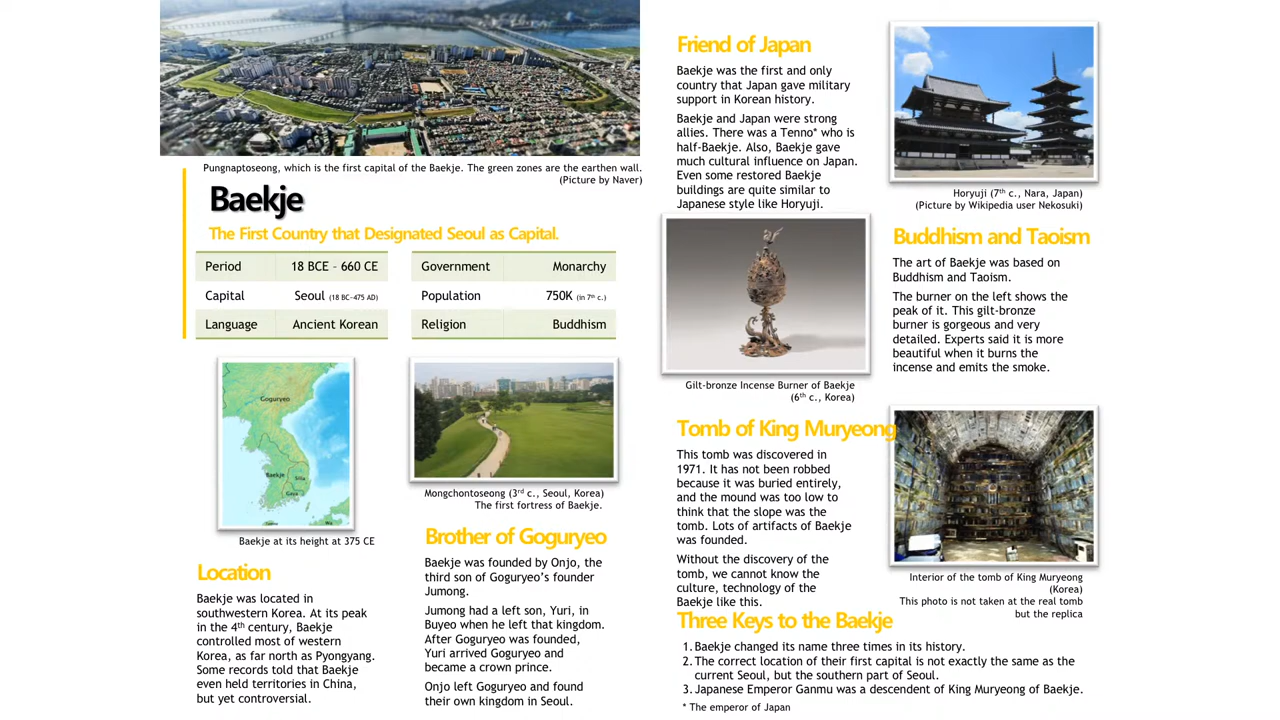 Pungnaptoseong, which is the first capital of the Baekje. The green zones are the earthen wall.
(Picture by Naver)
Baekje
The First Country that Designated Seoul as Capital.
Period 18 BCE – 660 CE
Capital Seoul (18 BC~475 AD)
Language Ancient Korean
Government Monarchy
Population 750K (in 7th c.)
Religion Buddhism
Goguryeo
Baekje
Silla
Gaya
Baekje at its height at 375 CE
Location
Baekje was located in
southwestern Korea. At its peak
in the 4th century, Baekje
controlled most of western
Korea, as far north as Pyongyang.
Some records told that Baekje
even held territories in China,
but yet controversial.
Mongchontoseong (3rd c., Seoul, Korea)
The first fortress of Baekje.
Brother of Goguryeo
Baekje was founded by Onjo, the
third son of Goguryeo's founder
Jumong.
Jumong had a left son, Yuri, in
Buyeo when he left that kingdom.
After Goguryeo was founded,
Yuri arrived Goguryeo and
became a crown prince.
Onjo left Goguryeo and found
their own kingdom in Seoul.
Friend of Japan
Baekje was the first and only
country that Japan gave military
support in Korean history.
Baekje and Japan were strong
allies. There was a Tenno* who is
half-Baekje. Also, Baekje gave
much cultural influence on Japan.
Even some restored Baekje
buildings are quite similar to
Japanese style like Horyuji.
Horyuji (7th c., Nara, Japan)
(Picture by Wikipedia user Nekosuki)
Gilt-bronze Incense Burner of Baekje
(6th c., Korea)
Buddhism and Taoism
The art of Baekje was based on
Buddhism and Taoism.
The burner on the left shows the
peak of it. This gilt-bronze
burner is gorgeous and very
detailed. Experts said it is more
beautiful when it burns the
incense and emits the smoke.
Tomb of King Muryeong
This tomb was discovered in
1971. It has not been robbed
because it was buried entirely,
and the mound was too low to
think that the slope was the
tomb. Lots of artifacts of Baekje
was founded.
Without the discovery of the
tomb, we cannot know the
culture, technology of the
Baekje like this.
Interior of the tomb of King Muryeong
(Korea)
This photo is not taken at the real tomb
but the replica
Three Keys to the Baekje
1. Baekje changed its name three times in its history.
2. The correct location of their first capital is not exactly the same as the
current Seoul, but the southern part of Seoul.
3. Japanese Emperor Ganmu was a descendent of King Muryeong of Baekje.
* The emperor of Japan